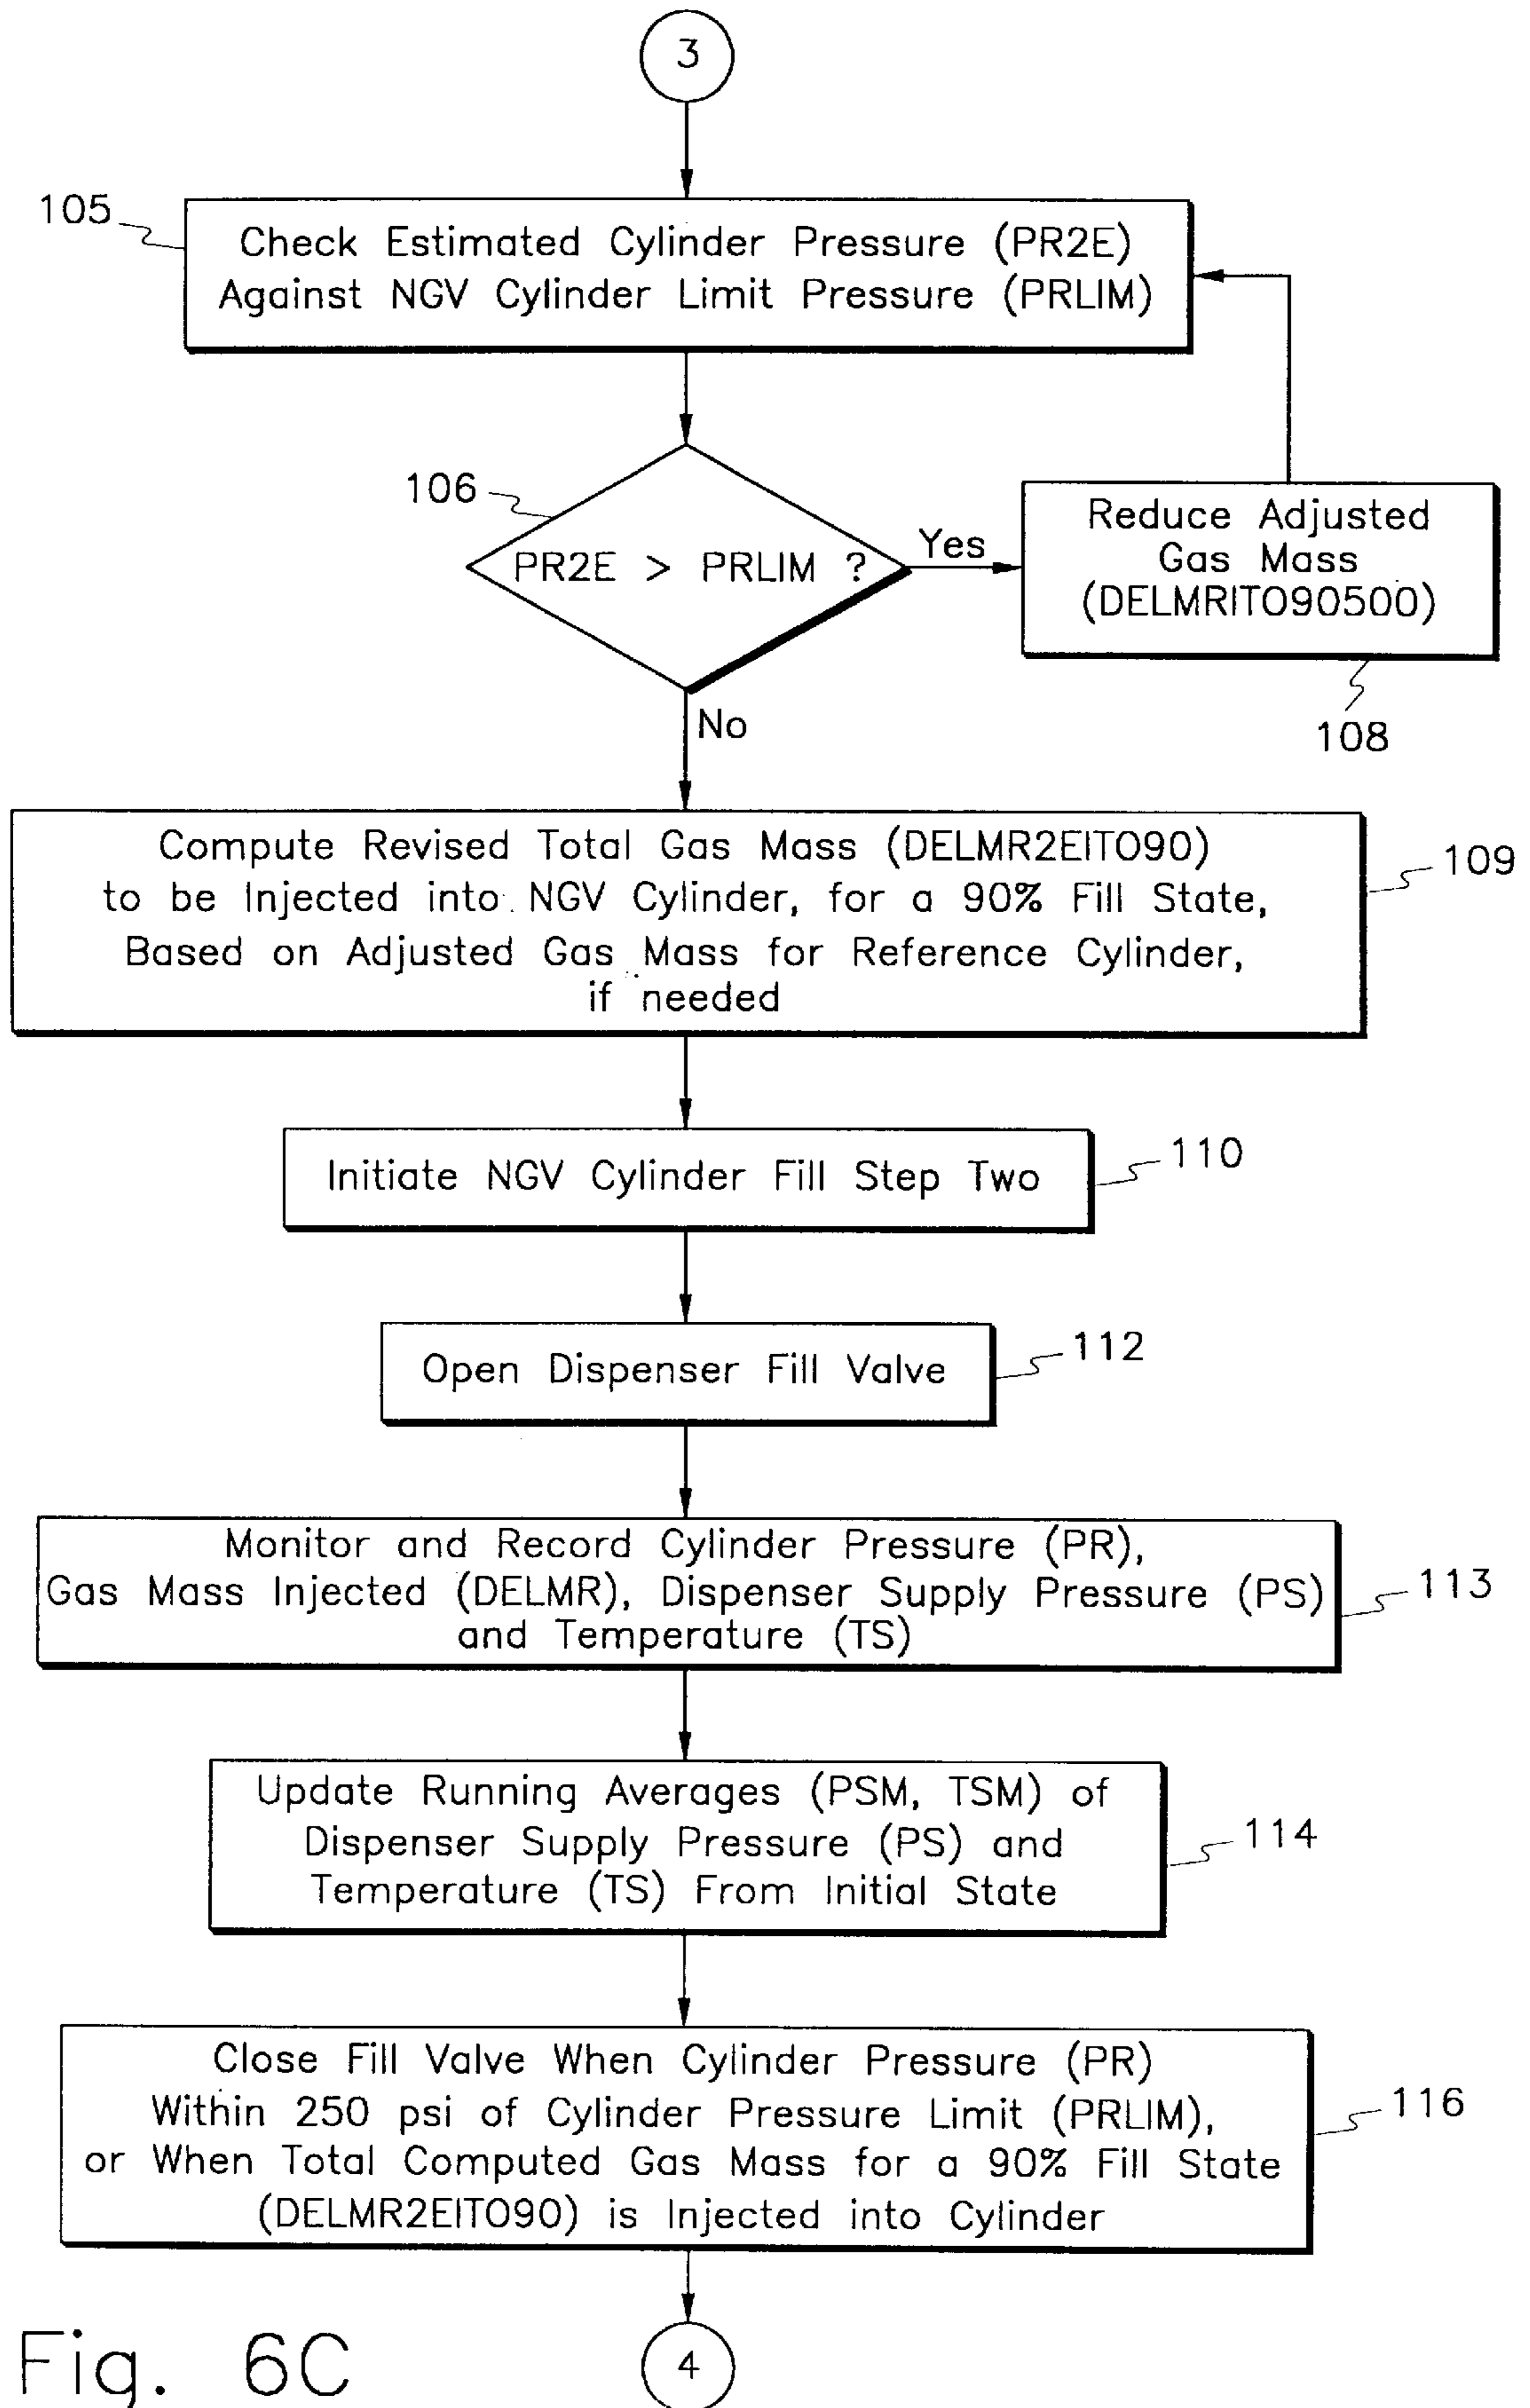 3
105
Check Estimated Cylinder Pressure (PR2E)
Against NGV Cylinder Limit Pressure (PRLIM)
106
PR2E > PRLIM ?
Yes
Reduce Adjusted
Gas Mass
(DELMRITO90500)
108
No
Compute Revised Total Gas Mass (DELMR2EITO90)
to be Injected into NGV Cylinder, for a 90% Fill State,
Based on Adjusted Gas Mass for Reference Cylinder,
if needed
109
Initiate NGV Cylinder Fill Step Two
110
Open Dispenser Fill Valve
112
Monitor and Record Cylinder Pressure (PR),
Gas Mass Injected (DELMR), Dispenser Supply Pressure (PS)
and Temperature (TS)
113
Update Running Averages (PSM, TSM) of
Dispenser Supply Pressure (PS) and
Temperature (TS) From Initial State
114
Close Fill Valve When Cylinder Pressure (PR)
Within 250 psi of Cylinder Pressure Limit (PRLIM),
or When Total Computed Gas Mass for a 90% Fill State
(DELMR2EITO90) is Injected into Cylinder
116
4
Fig. 6C